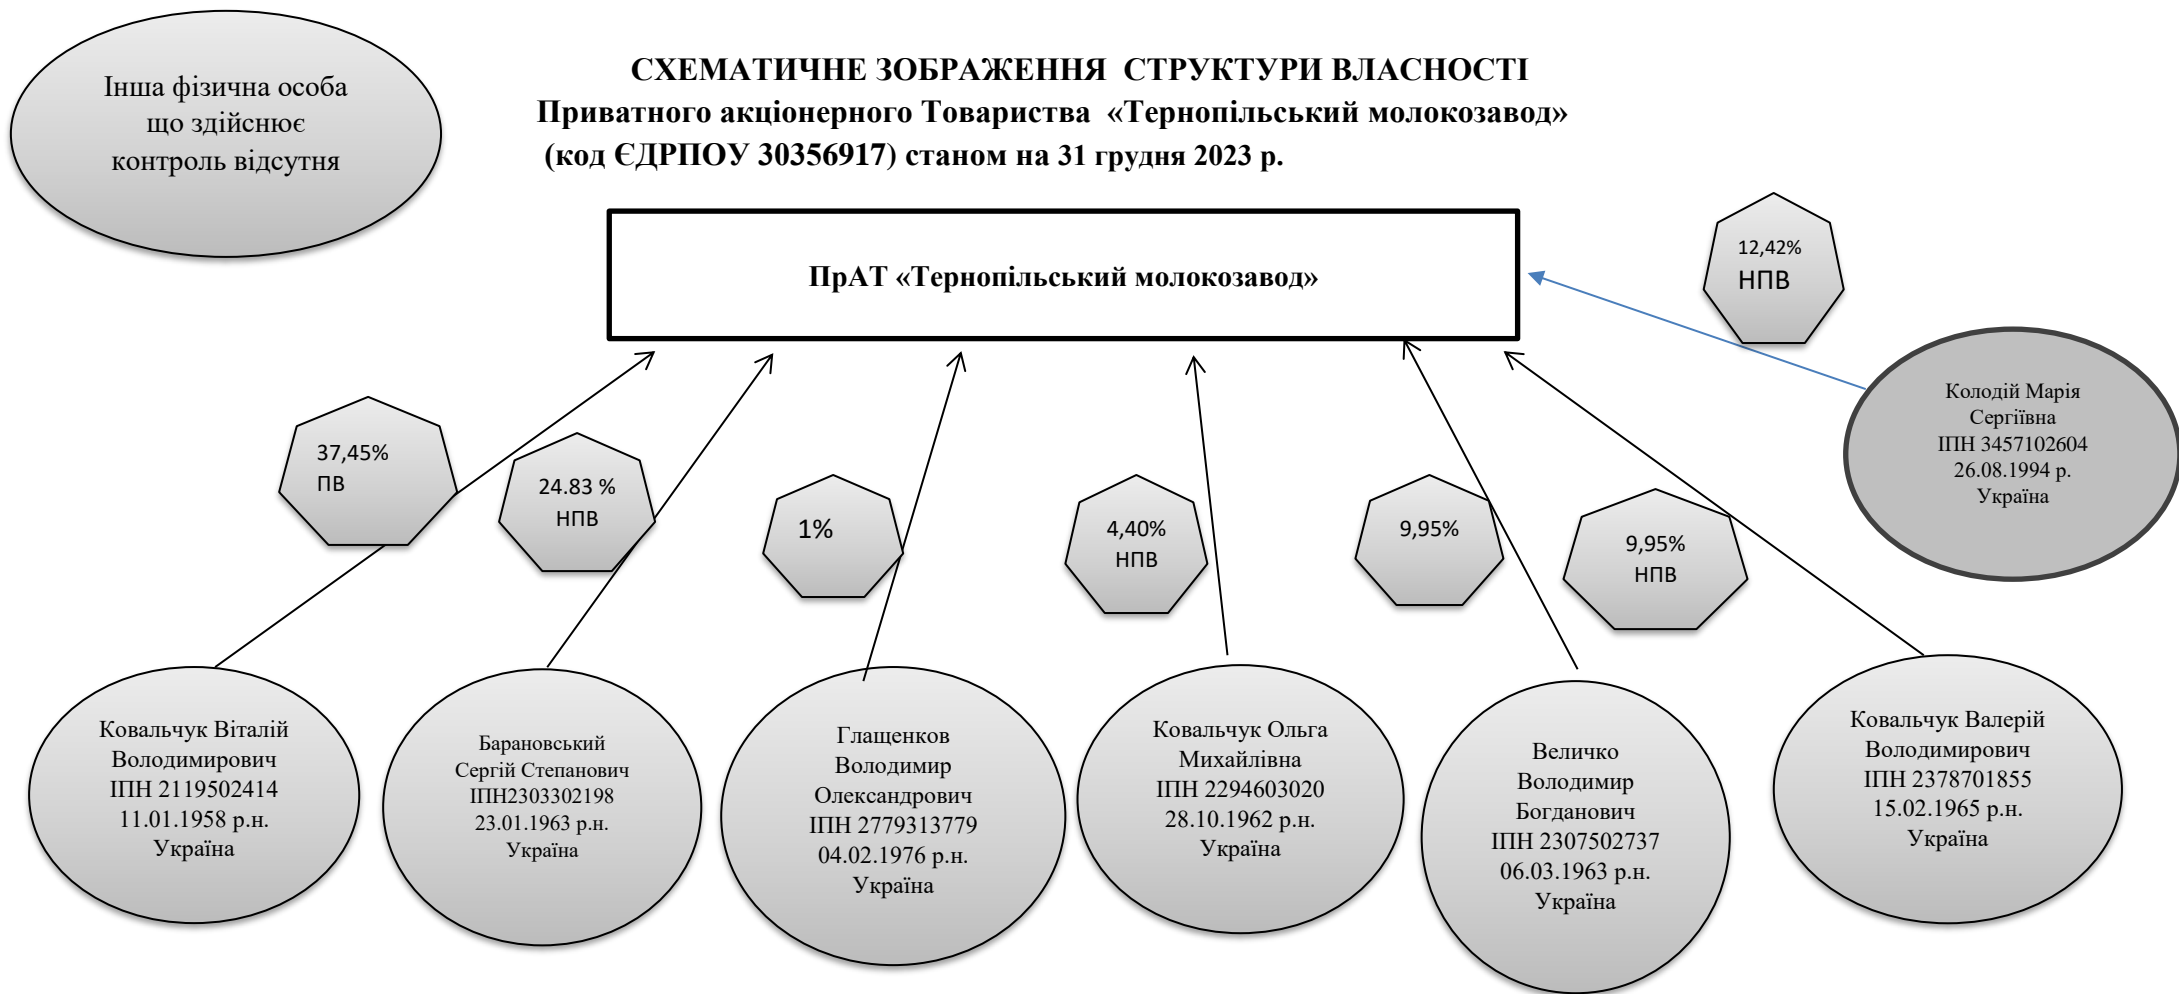 Інша фізична особа
що здійснює
контроль відсутня
СХЕМАТИЧНЕ ЗОБРАЖЕННЯ СТРУКТУРИ ВЛАСНОСТІ
Приватного акціонерного Товариства «Тернопільський молокозавод»
(код ЄДРПОУ 30356917) станом на 31 грудня 2023 р.
ПрАТ «Тернопільський молокозавод»
12,42%
НПВ
Колодій Марія
Сергіївна
ІПН 3457102604
26.08.1994 р.
Україна
37,45%
ПВ
24.83 %
НПВ
1%
4,40%
НПВ
9,95%
9,95%
НПВ
Ковальчук Віталій
Володимирович
ІПН 2119502414
11.01.1958 р.н.
Україна
Барановський
Сергій Степанович
ІПН2303302198
23.01.1963 р.н.
Україна
Глащенков
Володимир
Олександрович
ІПН 2779313779
04.02.1976 р.н.
Україна
Ковальчук Ольга
Михайлівна
ІПН 2294603020
28.10.1962 р.н.
Україна
Величко
Володимир
Богданович
ІПН 2307502737
06.03.1963 р.н.
Україна
Ковальчук Валерій
Володимирович
ІПН 2378701855
15.02.1965 р.н.
Україна